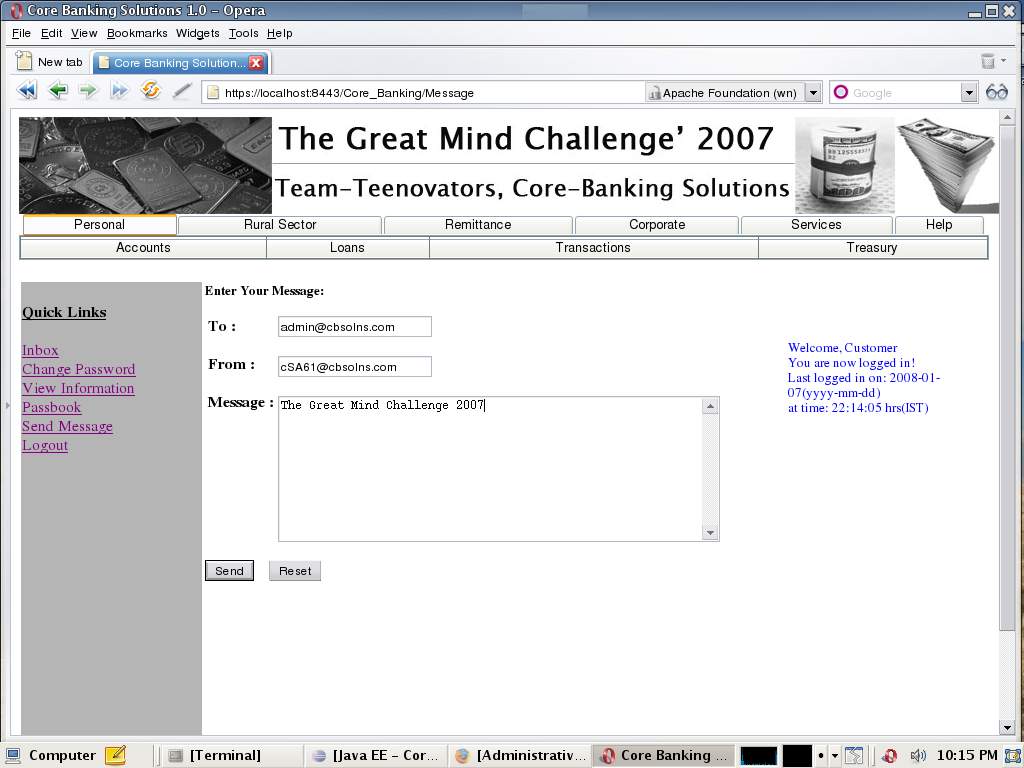 Core Banking Solutions 1.0 - Opera
File Edit View Bookmarks Widgets Tools Help
New tab Core Banking Solution...
https://localhost:8443/Core_Banking/Message Apache Foundation (wn) Google
The Great Mind Challenge’ 2007
Team-Teenovators, Core-Banking Solutions
Personal Rural Sector Remittance Corporate Services Help
Accounts Loans Transactions Treasury
Quick Links
Inbox
Change Password
View Information
Passbook
Send Message
Logout
Enter Your Message:
To : admin@cbsolns.com
From : cSA61@cbsolns.com
Message : The Great Mind Challenge 2007
Send Reset
Welcome, Customer
You are now logged in!
Last logged in on: 2008-01-
07(yyyy-mm-dd)
at time: 22:14:05 hrs(IST)
Computer [Terminal] [Java EE - Cor... [Administrativ... Core Banking ... 10:15 PM